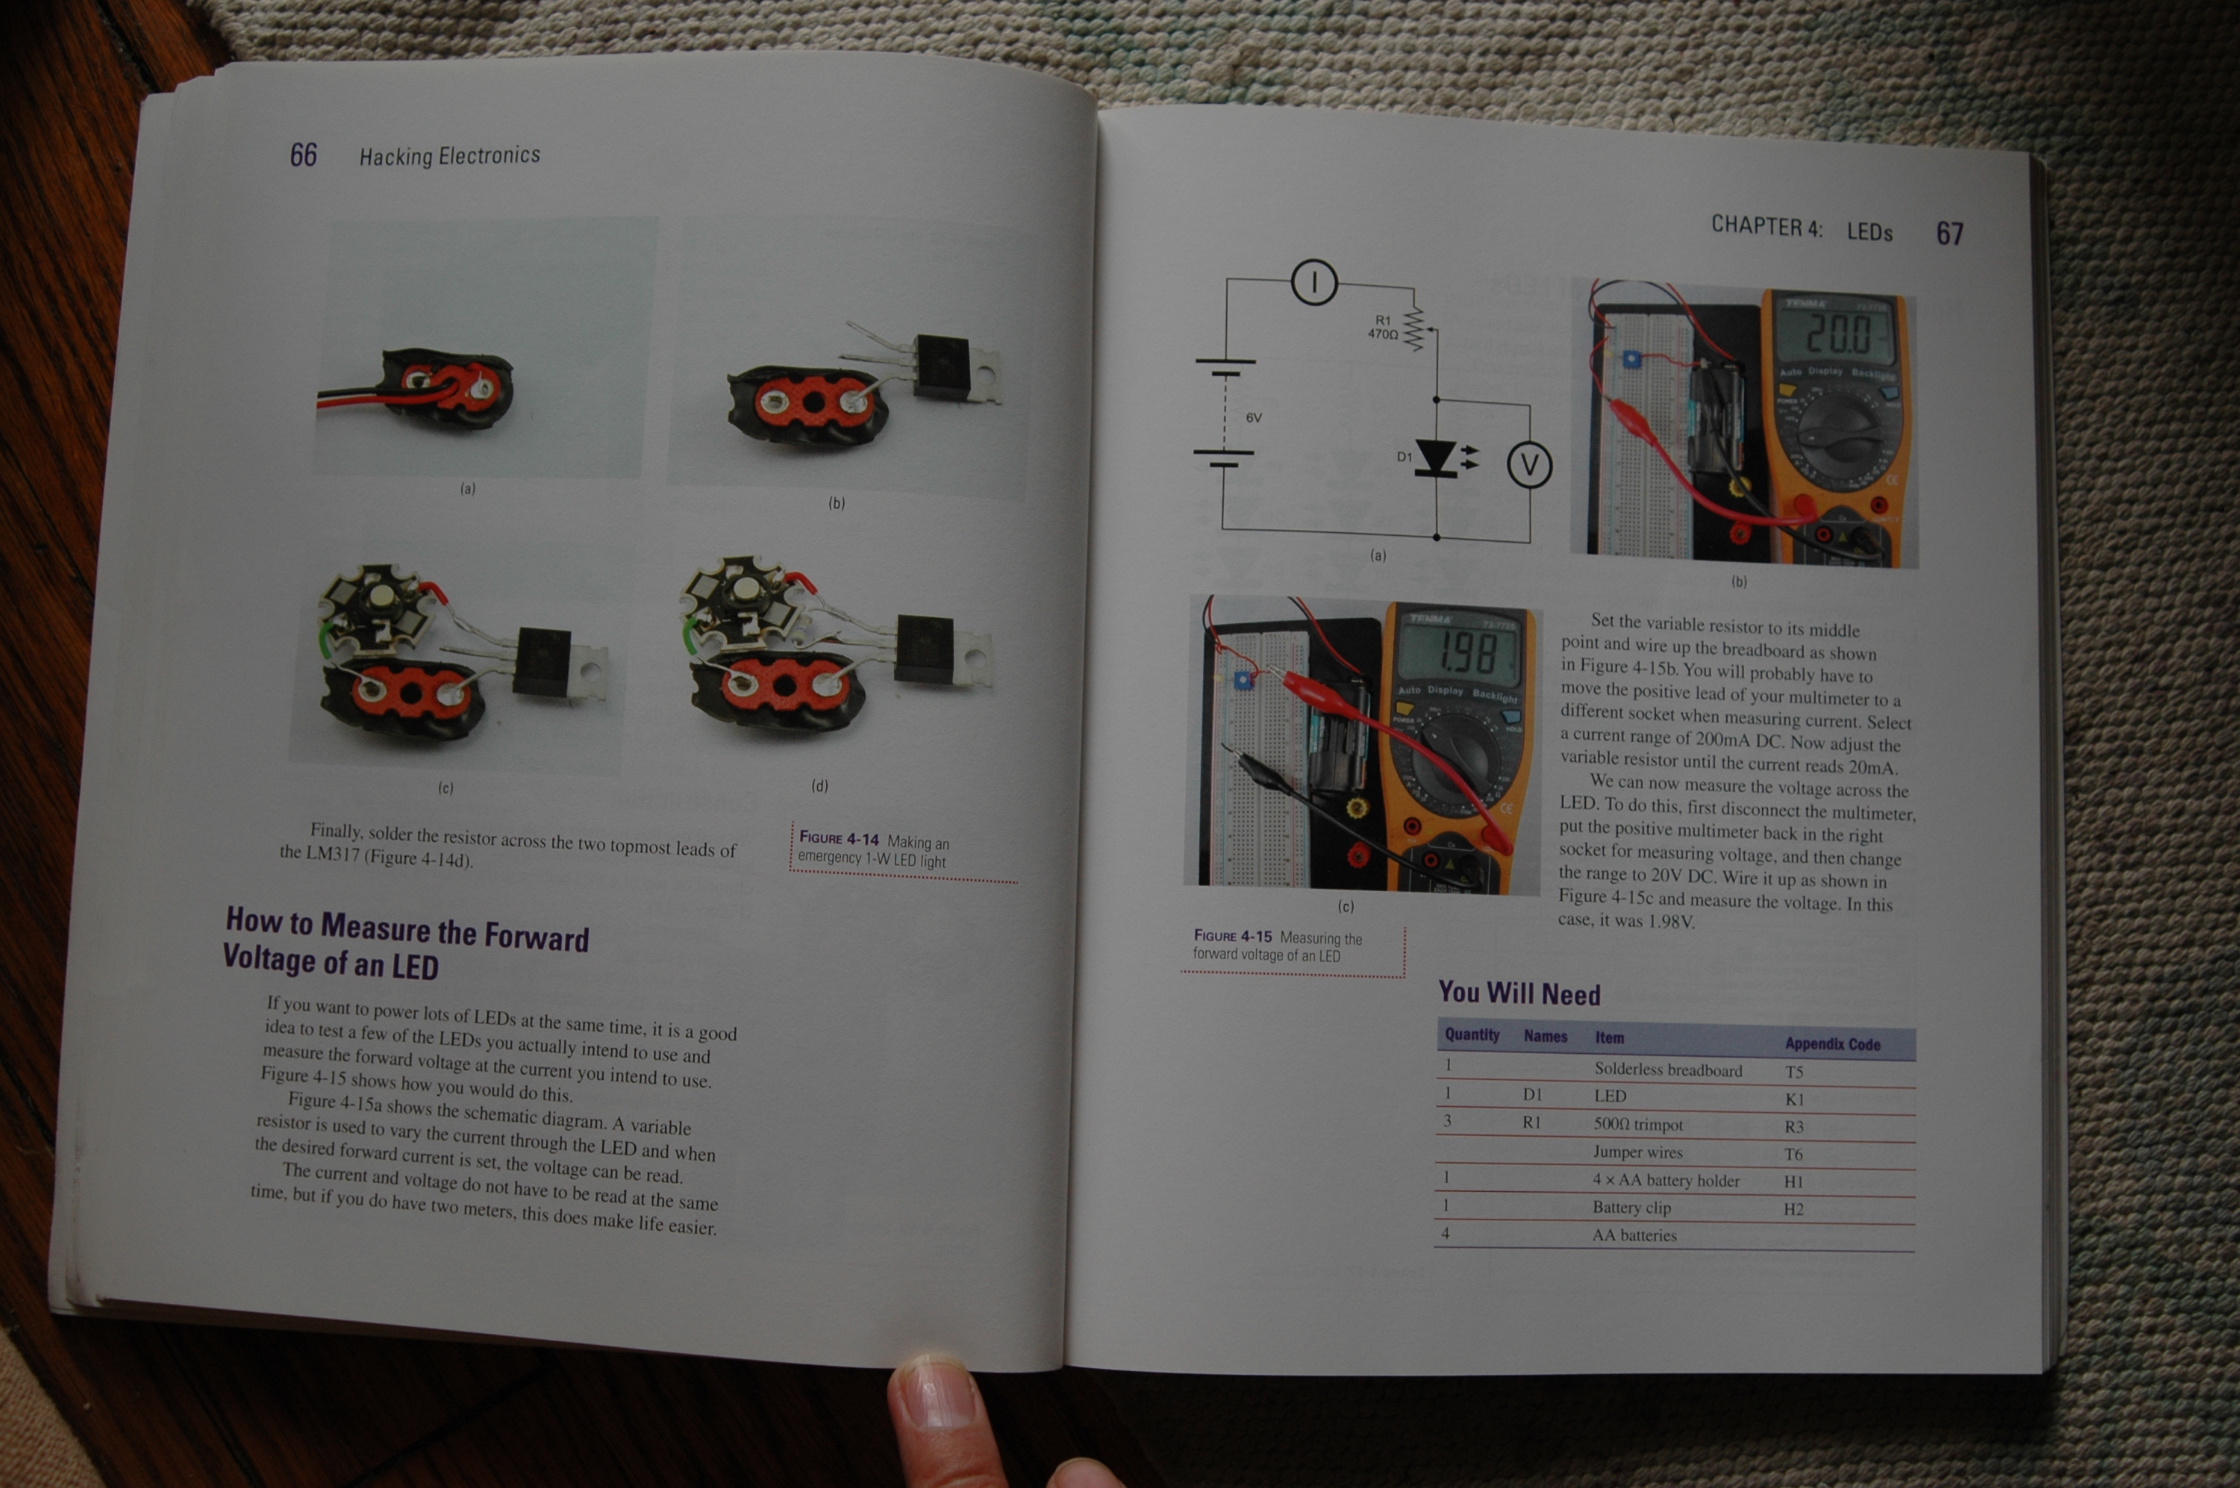 66 Hacking Electronics
(a)
(b)
(c)
(d)
Finally, solder the resistor across the two topmost leads of
the LM317 (Figure 4-14d).
FIGURE 4-14 Making an
emergency 1-W LED light
How to Measure the Forward
Voltage of an LED
If you want to power lots of LEDs at the same time, it is a good
idea to test a few of the LEDs you actually intend to use and
measure the forward voltage at the current you intend to use.
Figure 4-15 shows how you would do this.
Figure 4-15a shows the schematic diagram. A variable
resistor is used to vary the current through the LED and when
the desired forward current is set, the voltage can be read.
The current and voltage do not have to be read at the same
time, but if you do have two meters, this does make life easier.
CHAPTER 4: LEDs 67
I
R1
470Ω
6V
D1
V
(a)
TENMA
20.0
Auto Display Backlight
(b)
TENMA
1.98
Auto Display Backlight
(c)
FIGURE 4-15 Measuring the
forward voltage of an LED
Set the variable resistor to its middle
point and wire up the breadboard as shown
in Figure 4-15b. You will probably have to
move the positive lead of your multimeter to a
different socket when measuring current. Select
a current range of 200mA DC. Now adjust the
variable resistor until the current reads 20mA.
We can now measure the voltage across the
LED. To do this, first disconnect the multimeter,
put the positive multimeter back in the right
socket for measuring voltage, and then change
the range to 20V DC. Wire it up as shown in
Figure 4-15c and measure the voltage. In this
case, it was 1.98V.
You Will Need
Quantity Names Item Appendix Code
1 Solderless breadboard T5
1 D1 LED K1
3 R1 500Ω trimpot R3
Jumper wires T6
1 4 × AA battery holder H1
1 Battery clip H2
4 AA batteries